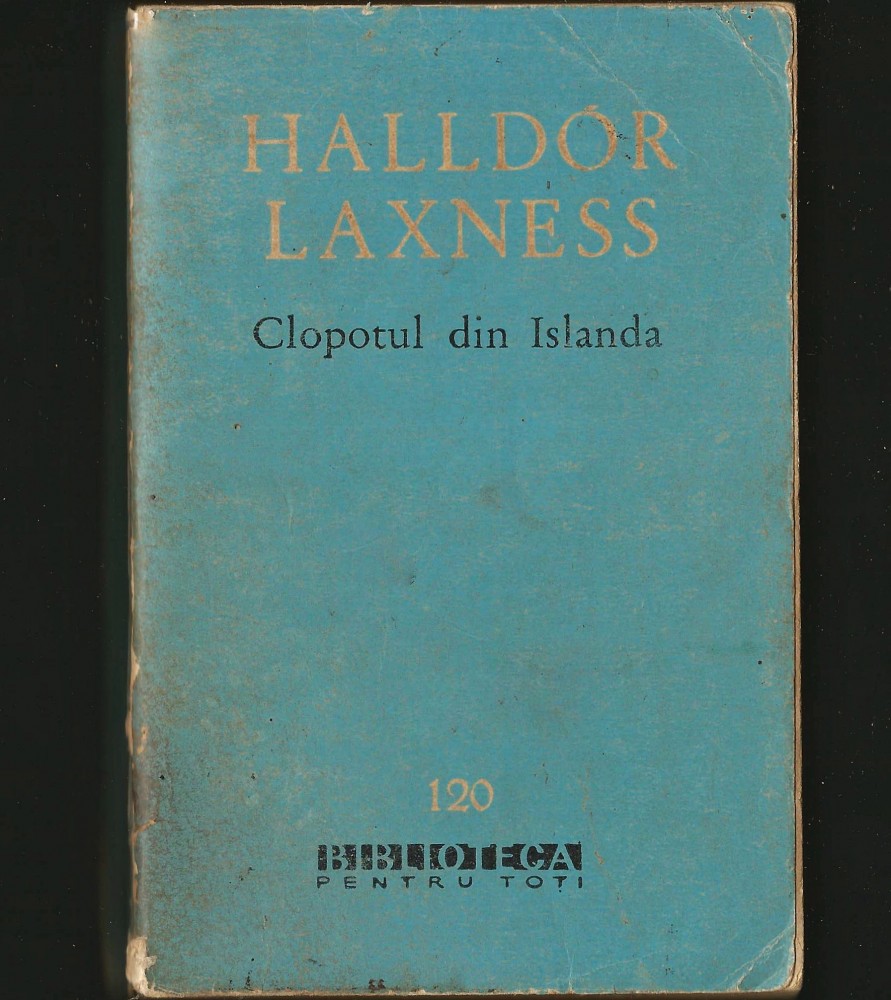 HALLDÓR
LAXNESS
Clopotul din Islanda
120
BIBLIOTECA
PENTRU TOȚI